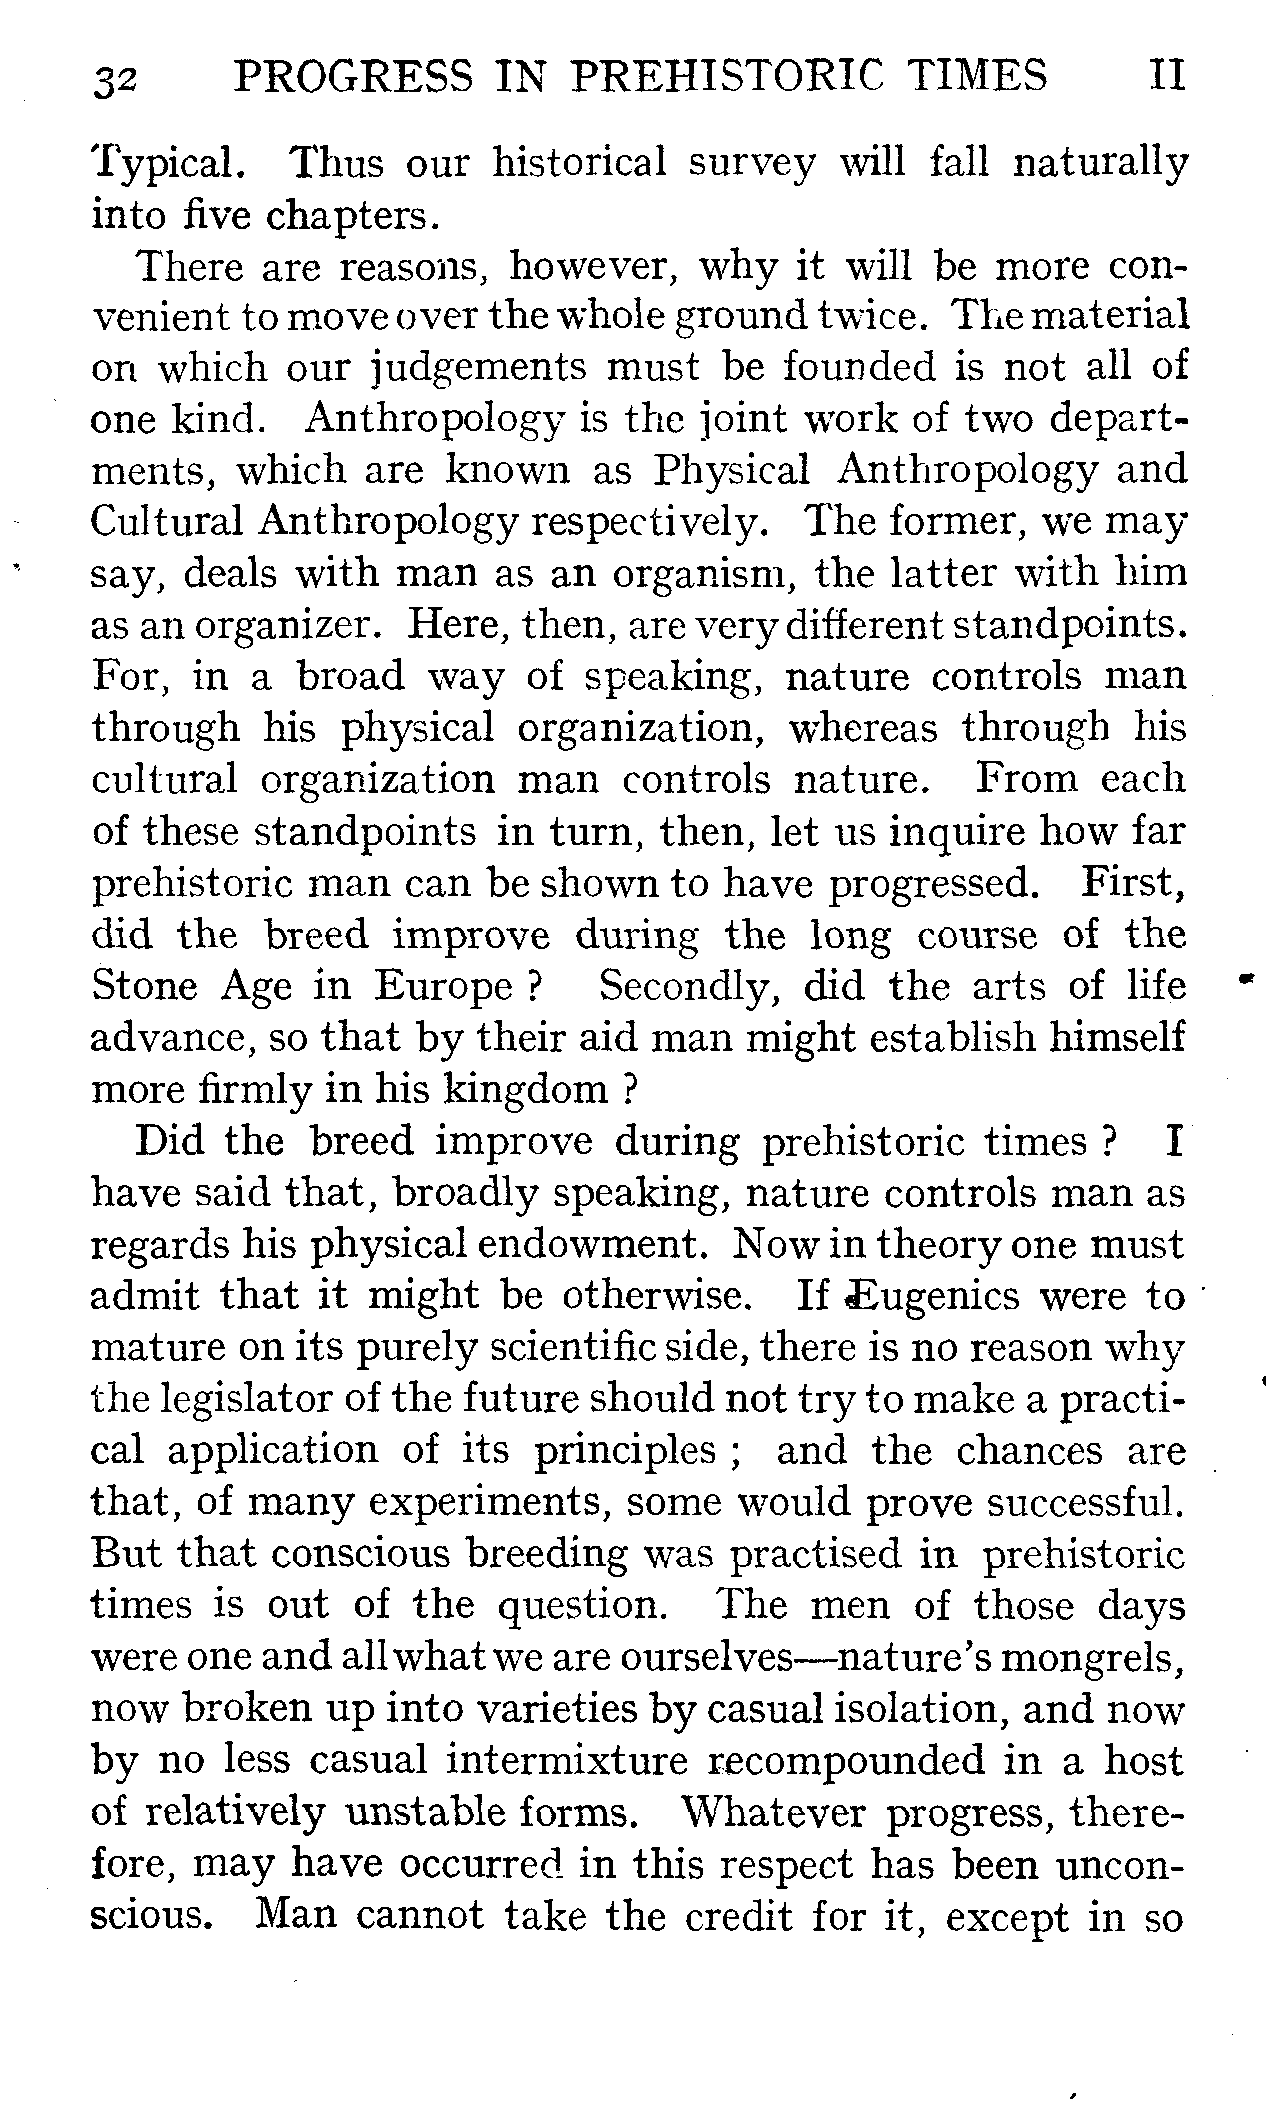 32 PROGRESS IN PREHISTORIC TIMES II
Typical. Thus our historical survey will fall naturally
into five chapters.
There are reasons, however, why it will be more con-
venient to move over the whole ground twice. The material
on which our judgements must be founded is not all of
one kind. Anthropology is the joint work of two depart-
ments, which are known as Physical Anthropology and
Cultural Anthropology respectively. The former, we may
say, deals with man as an organism, the latter with him
as an organizer. Here, then, are very different standpoints.
For, in a broad way of speaking, nature controls man
through his physical organization, whereas through his
cultural organization man controls nature. From each
of these standpoints in turn, then, let us inquire how far
prehistoric man can be shown to have progressed. First,
did the breed improve during the long course of the
Stone Age in Europe ? Secondly, did the arts of life
advance, so that by their aid man might establish himself
more firmly in his kingdom ?
Did the breed improve during prehistoric times ? I
have said that, broadly speaking, nature controls man as
regards his physical endowment. Now in theory one must
admit that it might be otherwise. If Eugenics were to
mature on its purely scientific side, there is no reason why
the legislator of the future should not try to make a practi-
cal application of its principles ; and the chances are
that, of many experiments, some would prove successful.
But that conscious breeding was practised in prehistoric
times is out of the question. The men of those days
were one and all what we are ourselves—nature's mongrels,
now broken up into varieties by casual isolation, and now
by no less casual intermixture recompounded in a host
of relatively unstable forms. Whatever progress, there-
fore, may have occurred in this respect has been uncon-
scious. Man cannot take the credit for it, except in so